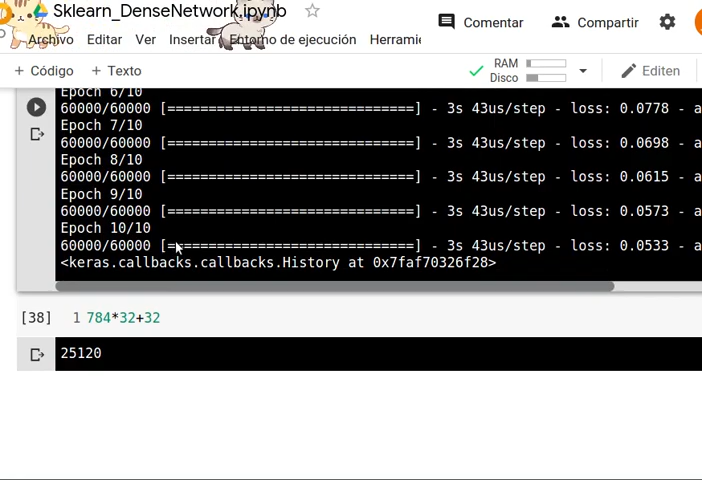 Sklearn_DenseNetwork.ipynb
Comentar
Compartir
Archivo Editar Ver Insertar Entorno de ejecución Herramie
+ Código + Texto
RAM
Disco
Editen
Epoch 6/10
60000/60000 [==============================] - 3s 43us/step - loss: 0.0778 - a
Epoch 7/10
60000/60000 [==============================] - 3s 43us/step - loss: 0.0698 - a
Epoch 8/10
60000/60000 [==============================] - 3s 43us/step - loss: 0.0615 - a
Epoch 9/10
60000/60000 [==============================] - 3s 43us/step - loss: 0.0573 - a
Epoch 10/10
60000/60000 [==============================] - 3s 43us/step - loss: 0.0533 - a
<keras.callbacks.callbacks.History at 0x7faf70326f28>
[38] 1 784*32+32
25120